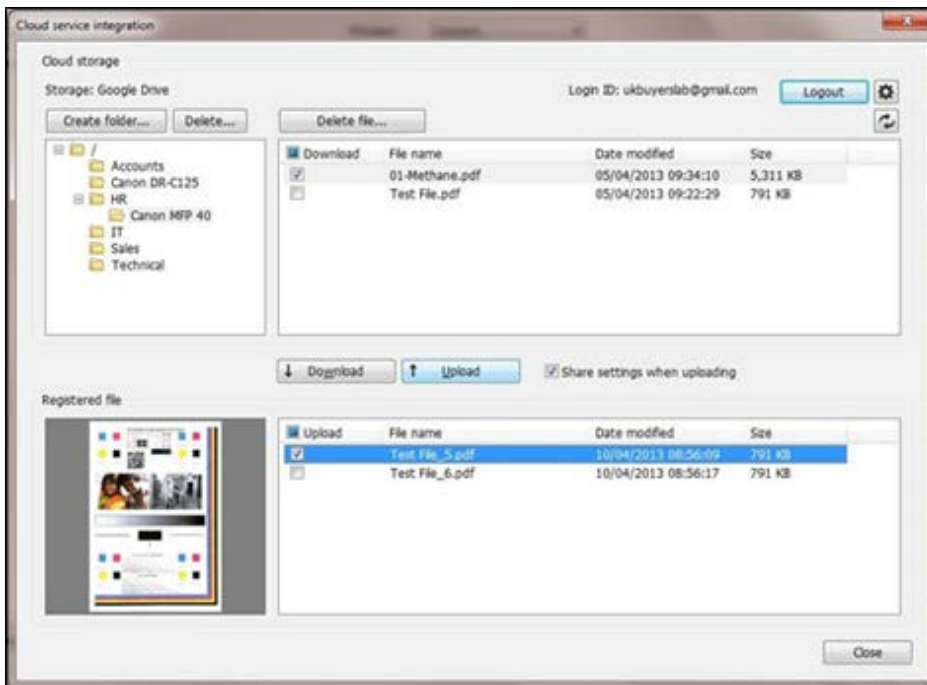 Cloud service integration
Cloud storage
Storage: Google Drive
Login ID: ukbuyerslab@gmail.com
Logout
Create folder...
Delete...
Delete file...
/
Accounts
Canon DR-C125
HR
Canon MFP 40
IT
Sales
Technical
Download File name Date modified Size
01-Methane.pdf 05/04/2013 09:34:10 5,311 KB
Test File.pdf 05/04/2013 09:22:29 791 KB
Download
Upload
Share settings when uploading
Registered file
Upload File name Date modified Size
Test File_5.pdf 10/04/2013 08:56:09 791 KB
Test File_6.pdf 10/04/2013 08:56:17 791 KB
Close